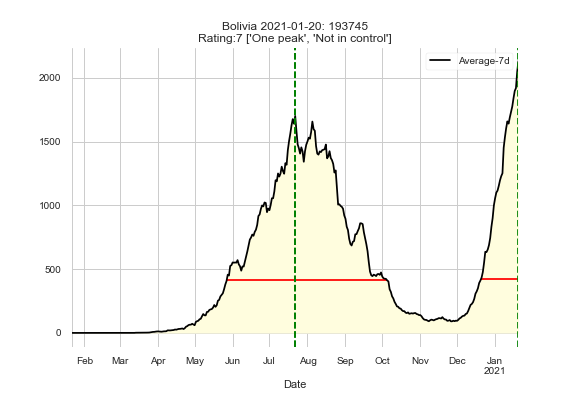 Bolivia 2021-01-20: 193745
Rating:7 ['One peak', 'Not in control']
Average-7d
2000
1500
1000
500
0
Feb Mar Apr May Jun Jul Aug Sep Oct Nov Dec Jan
2021
Date